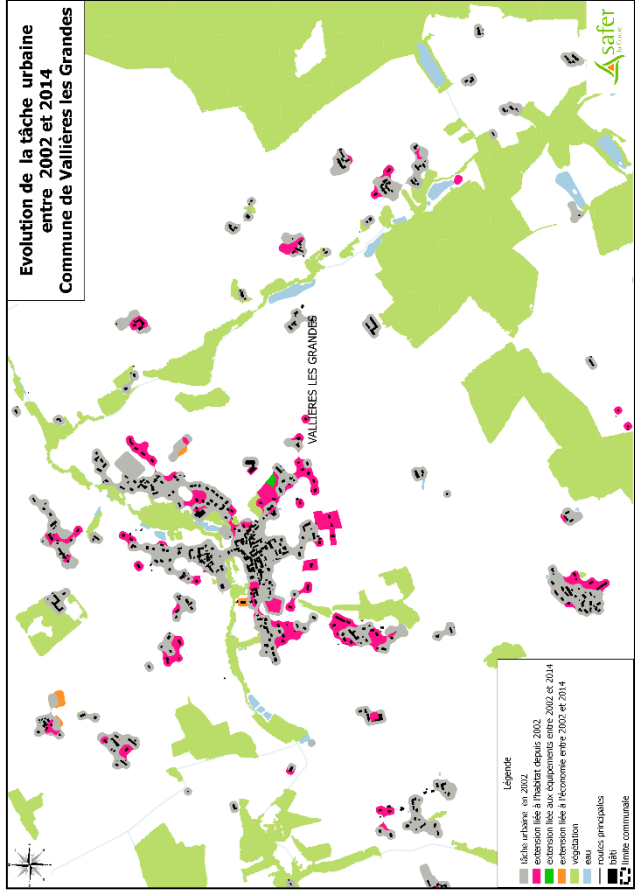 Evolution de la tâche urbaine
entre 2002 et 2014
Commune de Vallières les Grandes
safer
VALLIERES LES GRANDES
Légende
tâche urbaine en 2002
extension liée à l'habitat depuis 2002
extension liée aux équipements entre 2002 et 2014
extension liée à l'économie entre 2002 et 2014
végétation
eau
routes principales
bâti
limite communale